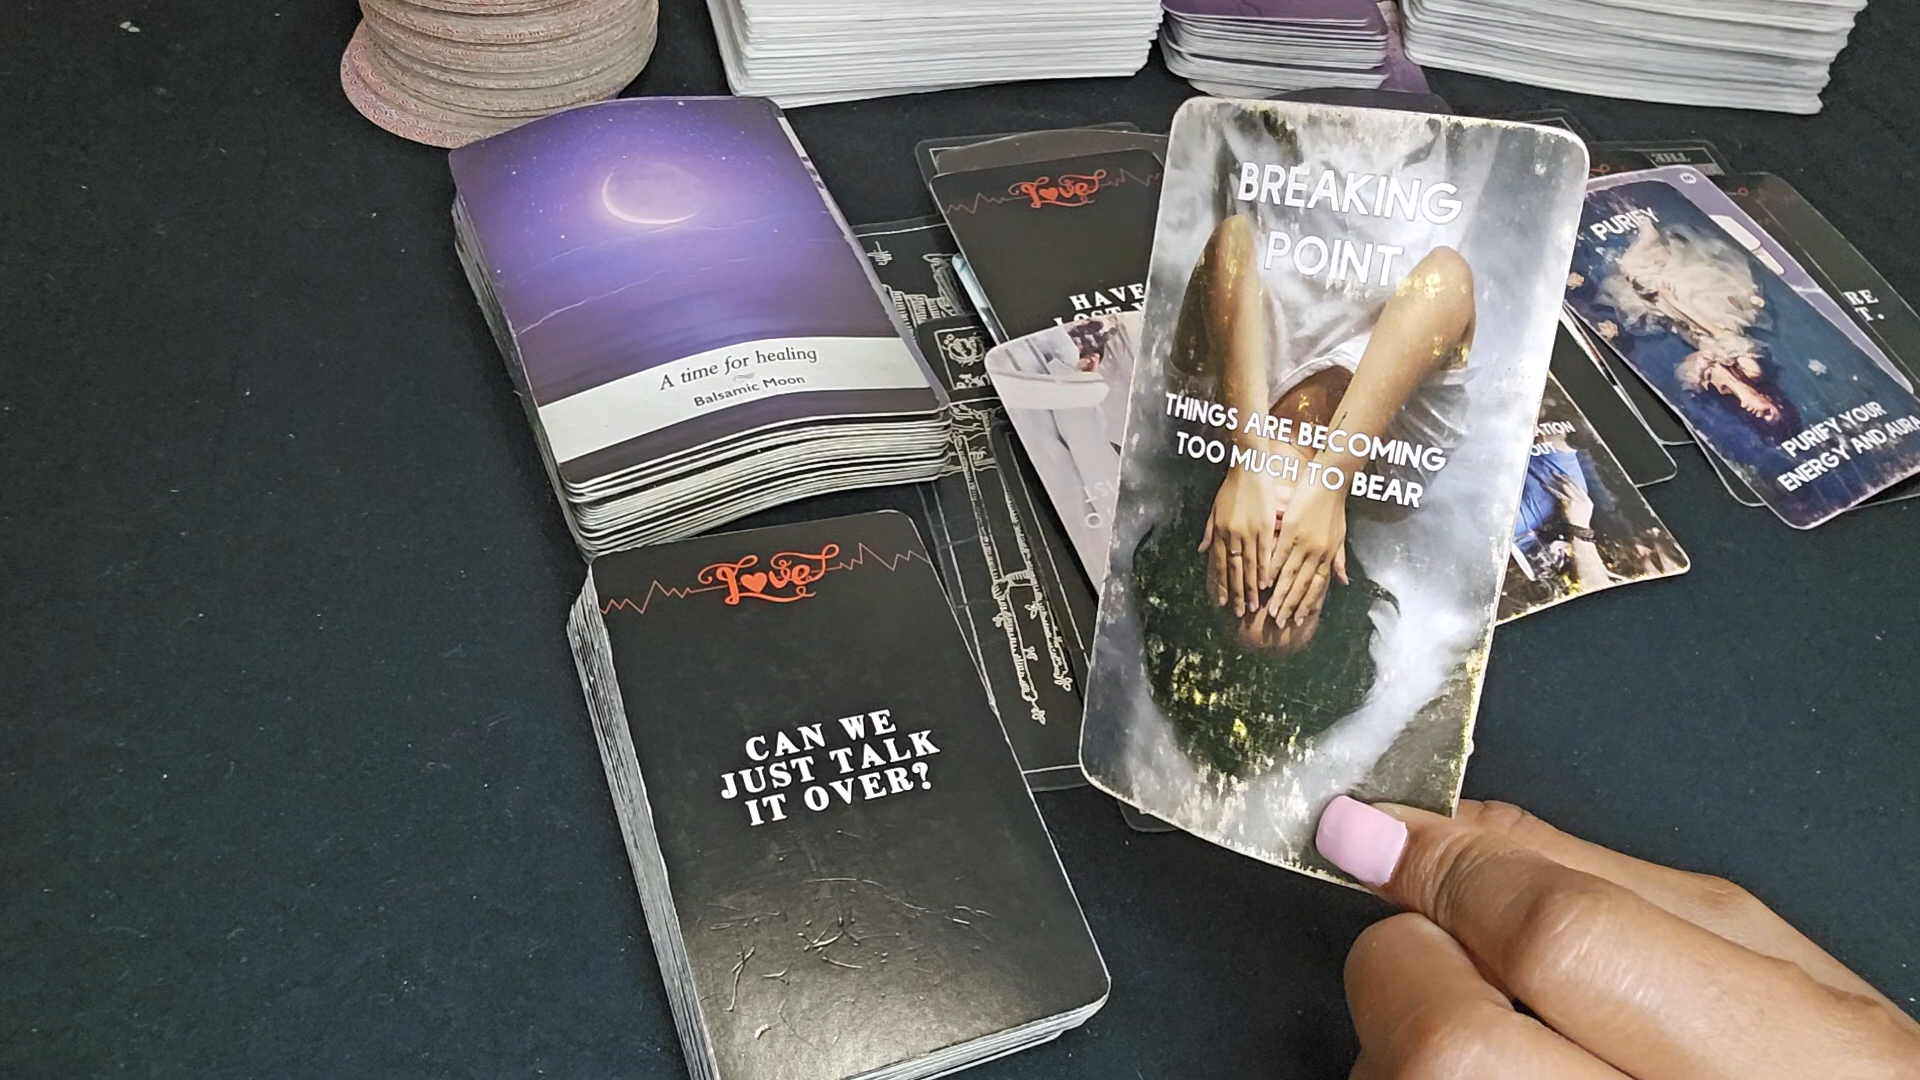 A time for healing
Balsamic Moon
Love
CAN WE
JUST TALK
IT OVER?
Love
HAVE
BREAKING
POINT
THINGS ARE BECOMING
TOO MUCH TO BEAR
PURIFY
PURIFY YOUR
ENERGY AND AURA